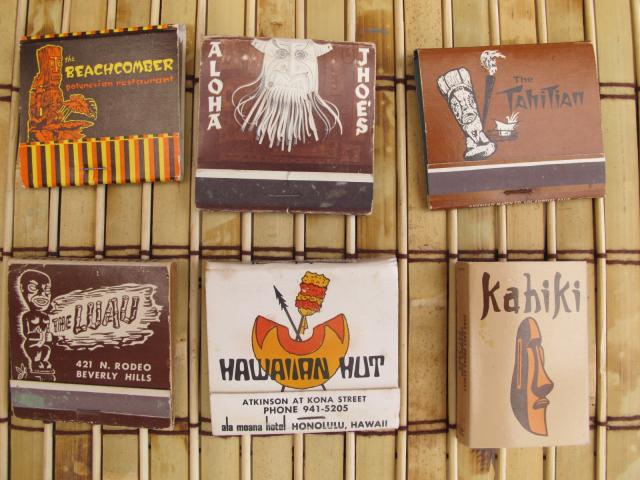 the
BEACHCOMBER
polynesian restaurant
ALOHA
JHOE'S
The
TAHITIAN
THE LUAU
421 N. RODEO
BEVERLY HILLS
HAWAIIAN HUT
ATKINSON AT KONA STREET
PHONE 941-5205
ala moana hotel HONOLULU, HAWAII
kahiki